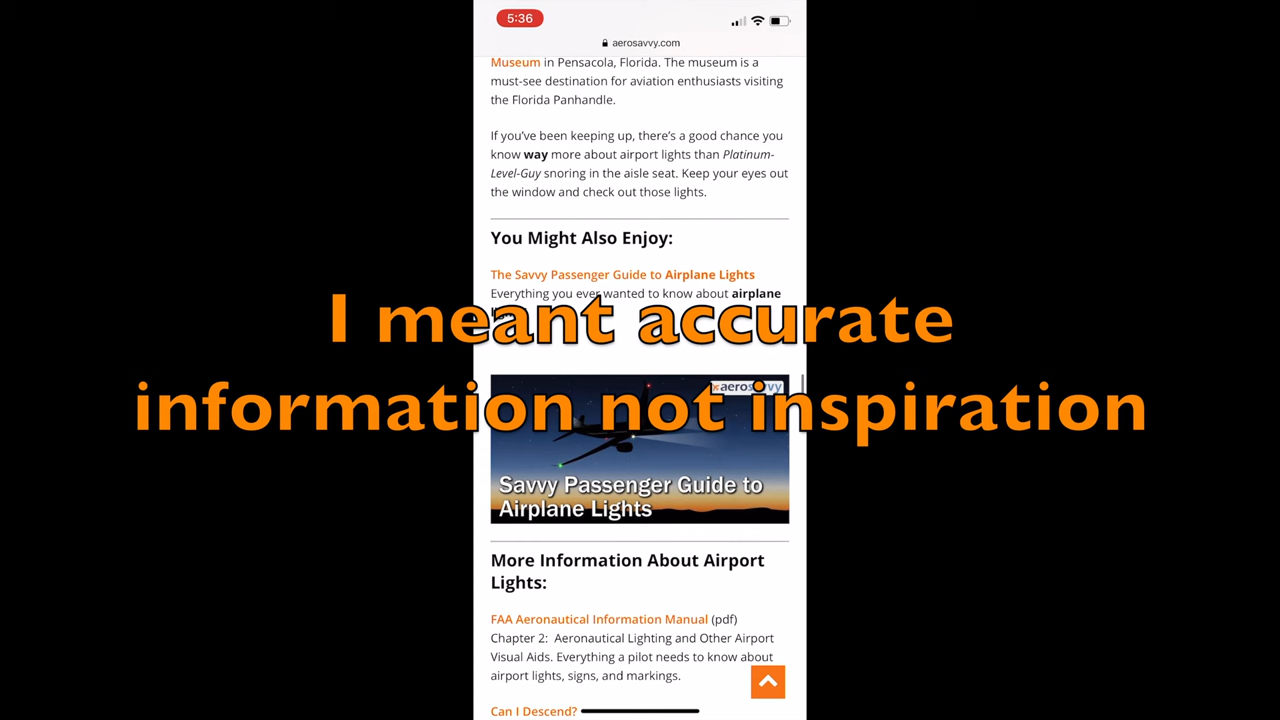 5:36
aerosavvy.com
Museum in Pensacola, Florida. The museum is a
must-see destination for aviation enthusiasts visiting
the Florida Panhandle.
If you've been keeping up, there's a good chance you
know way more about airport lights than Platinum-
Level-Guy snoring in the aisle seat. Keep your eyes out
the window and check out those lights.
You Might Also Enjoy:
The Savvy Passenger Guide to Airplane Lights
Everything you ever wanted to know about airplane
I meant accurate
information not inspiration
aerosavvy
Savvy Passenger Guide to
Airplane Lights
More Information About Airport
Lights:
FAA Aeronautical Information Manual (pdf)
Chapter 2: Aeronautical Lighting and Other Airport
Visual Aids. Everything a pilot needs to know about
airport lights, signs, and markings.
Can I Descend?